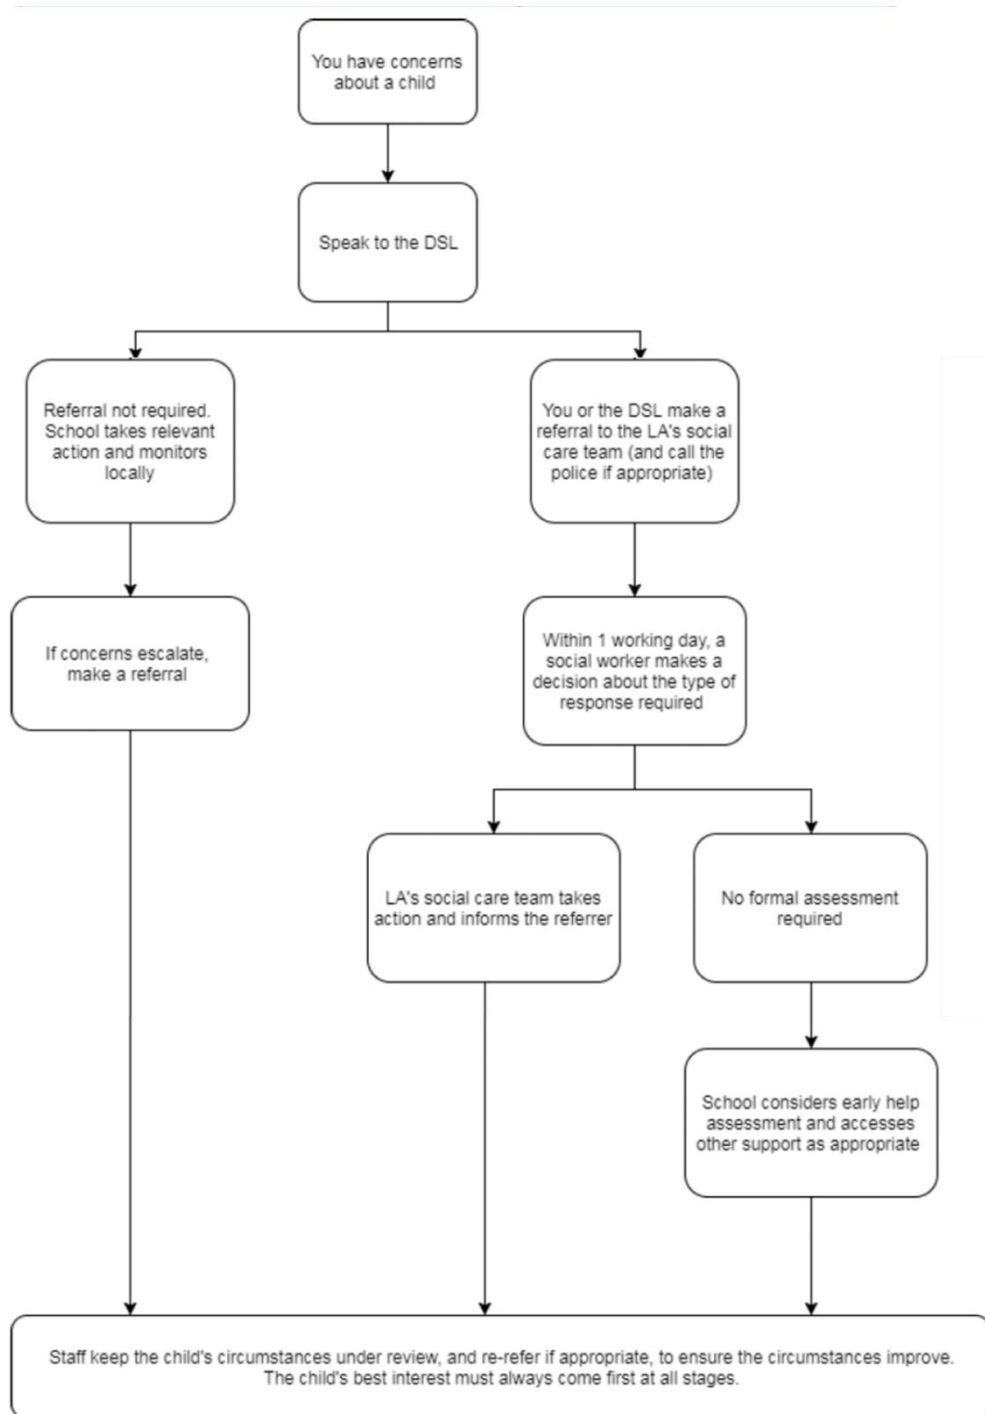 You have concerns
about a child
Speak to the DSL
Referral not required.
School takes relevant
action and monitors
locally
You or the DSL make a
referral to the LA's social
care team (and call the
police if appropriate)
If concerns escalate,
make a referral
Within 1 working day, a
social worker makes a
decision about the type of
response required
LA's social care team takes
action and informs the referrer
No formal assessment
required
School considers early help
assessment and accesses
other support as appropriate
Staff keep the child's circumstances under review, and re-refer if appropriate, to ensure the circumstances improve.
The child's best interest must always come first at all stages.